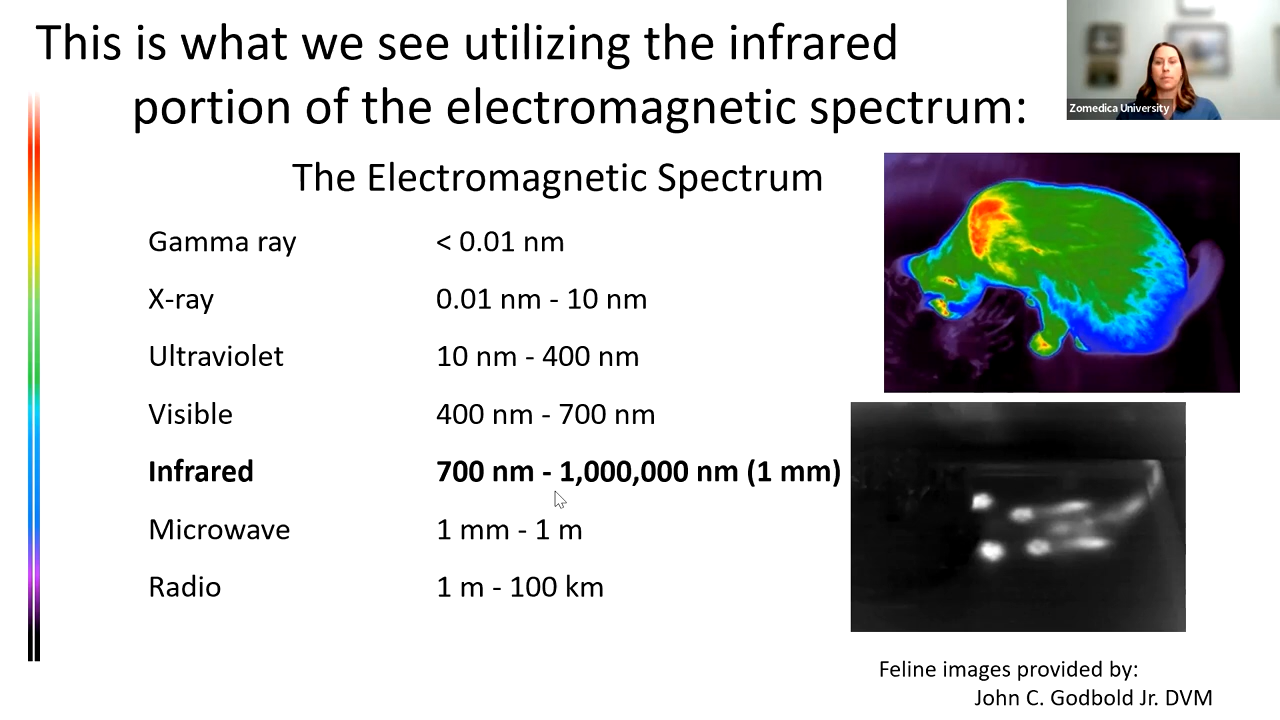 This is what we see utilizing the infrared
portion of the electromagnetic spectrum:
Zomedica University
The Electromagnetic Spectrum
Gamma ray < 0.01 nm
X-ray 0.01 nm - 10 nm
Ultraviolet 10 nm - 400 nm
Visible 400 nm - 700 nm
Infrared 700 nm - 1,000,000 nm (1 mm)
Microwave 1 mm - 1 m
Radio 1 m - 100 km
Feline images provided by:
John C. Godbold Jr. DVM